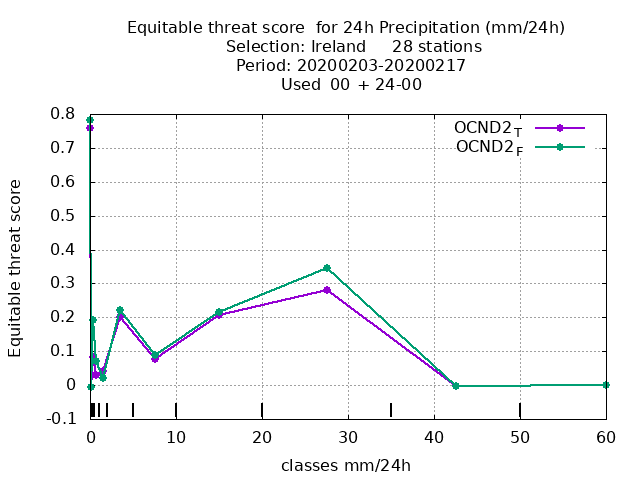 Equitable threat score  for 24h Precipitation (mm/24h)
Selection: Ireland     28 stations
Period: 20200203-20200217
Used  00 + 24-00
OCND2T
OCND2F
Equitable threat score
0.8
0.7
0.6
0.5
0.4
0.3
0.2
0.1
0
-0.1
0 10 20 30 40 50 60
classes mm/24h